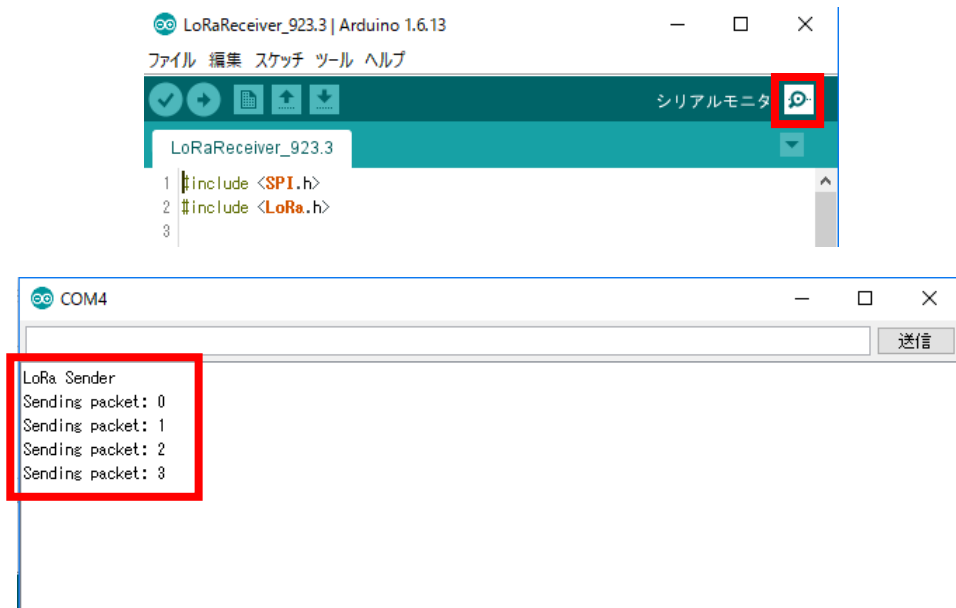 LoRaReceiver_923.3 | Arduino 1.6.13
ファイル 編集 スケッチ ツール ヘルプ
シリアルモニタ
LoRaReceiver_923.3
1 #include <SPI.h>
2 #include <LoRa.h>
3
COM4
送信
LoRa Sender
Sending packet: 0
Sending packet: 1
Sending packet: 2
Sending packet: 3